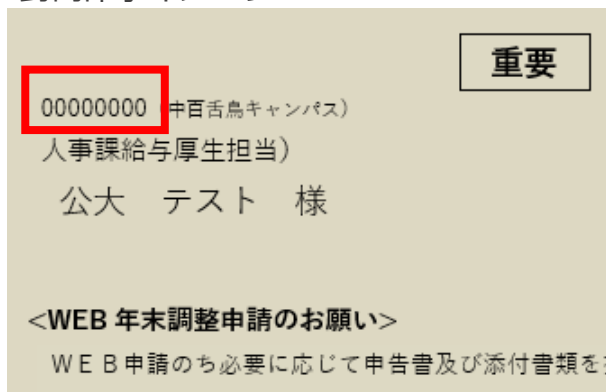 重要
00000000（中百舌鳥キャンパス）
人事課給与厚生担当）
公大　テスト　様
<WEB 年末調整申請のお願い>
ＷＥＢ申請のち必要に応じて申告書及び添付書類を